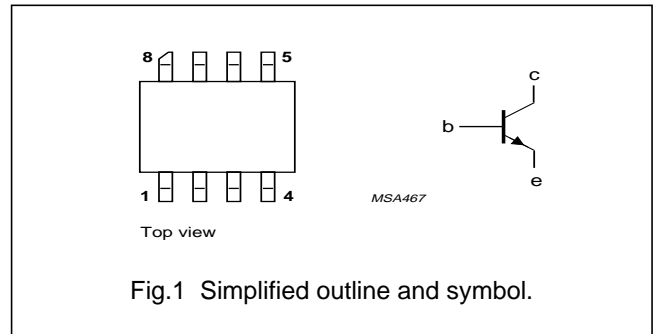 8 5
c
b
e
1 4
MSA467
Top view
Fig.1 Simplified outline and symbol.